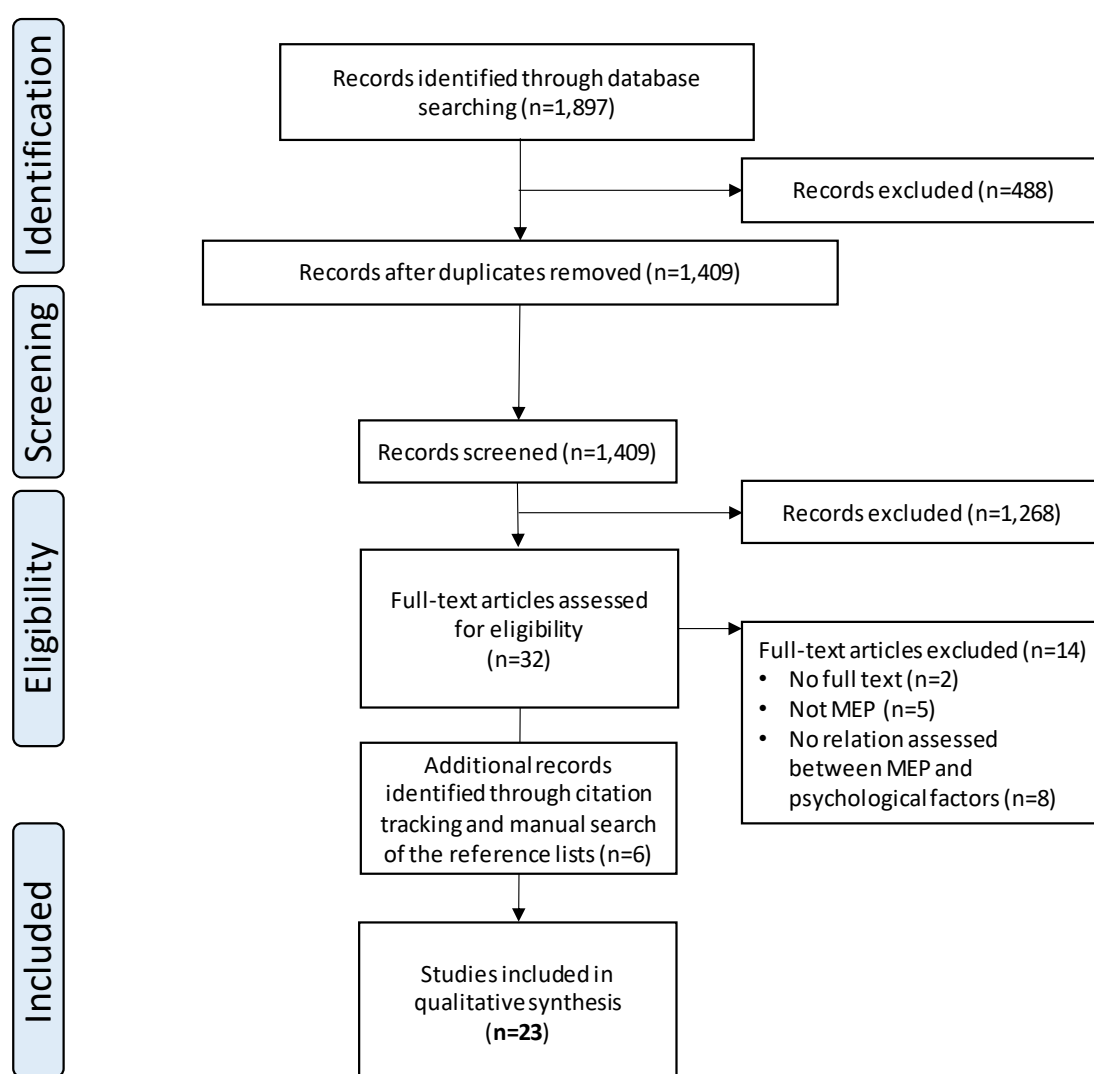 Identification
Records identified through database
searching (n=1,897)
Records excluded (n=488)
Records after duplicates removed (n=1,409)
Screening
Records screened (n=1,409)
Records excluded (n=1,268)
Eligibility
Full-text articles assessed
for eligibility
(n=32)
Full-text articles excluded (n=14)
• No full text (n=2)
• Not MEP (n=5)
• No relation assessed
between MEP and
psychological factors (n=8)
Additional records
identified through citation
tracking and manual search
of the reference lists (n=6)
Included
Studies included in
qualitative synthesis
(n=23)